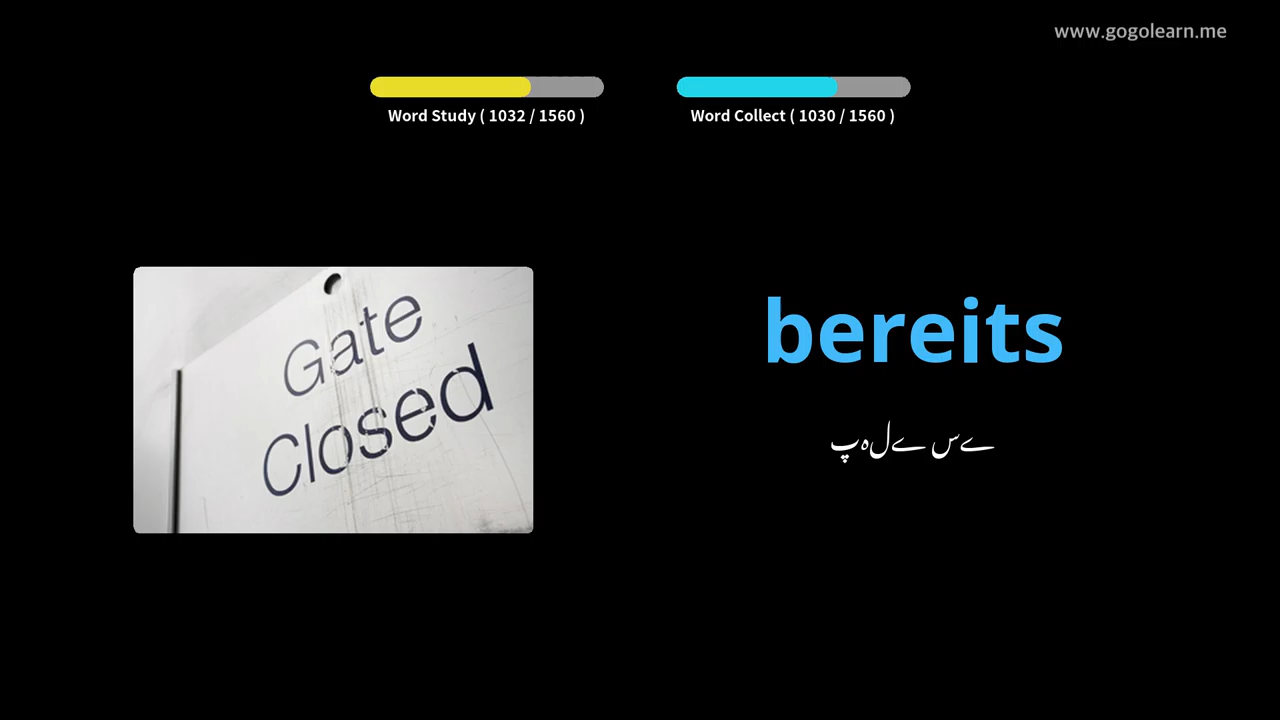 www.gogolearn.me
Word Study ( 1032 / 1560 )
Word Collect ( 1030 / 1560 )
Gate
Closed
bereits
پہلے سے